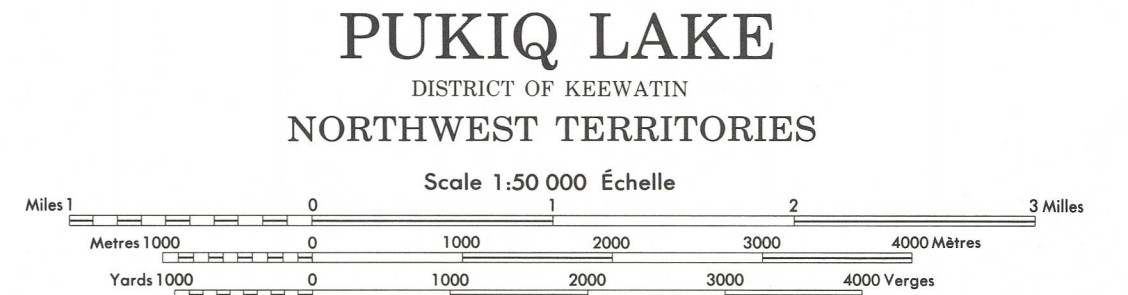 PUKIQ LAKE
DISTRICT OF KEEWATIN
NORTHWEST TERRITORIES
Scale 1:50 000 Échelle
Miles 1 0 1 2 3 Milles
Metres 1000 0 1000 2000 3000 4000 Mètres
Yards 1000 0 1000 2000 3000 4000 Verges